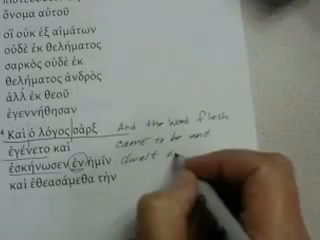 ὄνομα αὐτοῦ
οἳ οὐκ ἐξ αἱμάτων
οὐδὲ ἐκ θελήματος
σαρκὸς οὐδὲ ἐκ
θελήματος ἀνδρὸς
ἀλλ ἐκ θεοῦ
ἐγεννήθησαν
Καὶ ὁ λόγος σὰρξ And the Word flesh
ἐγένετο καὶ came to be and
ἐσκήνωσεν ἐν ἡμῖν dwelt
καὶ ἐθεασάμεθα τὴν